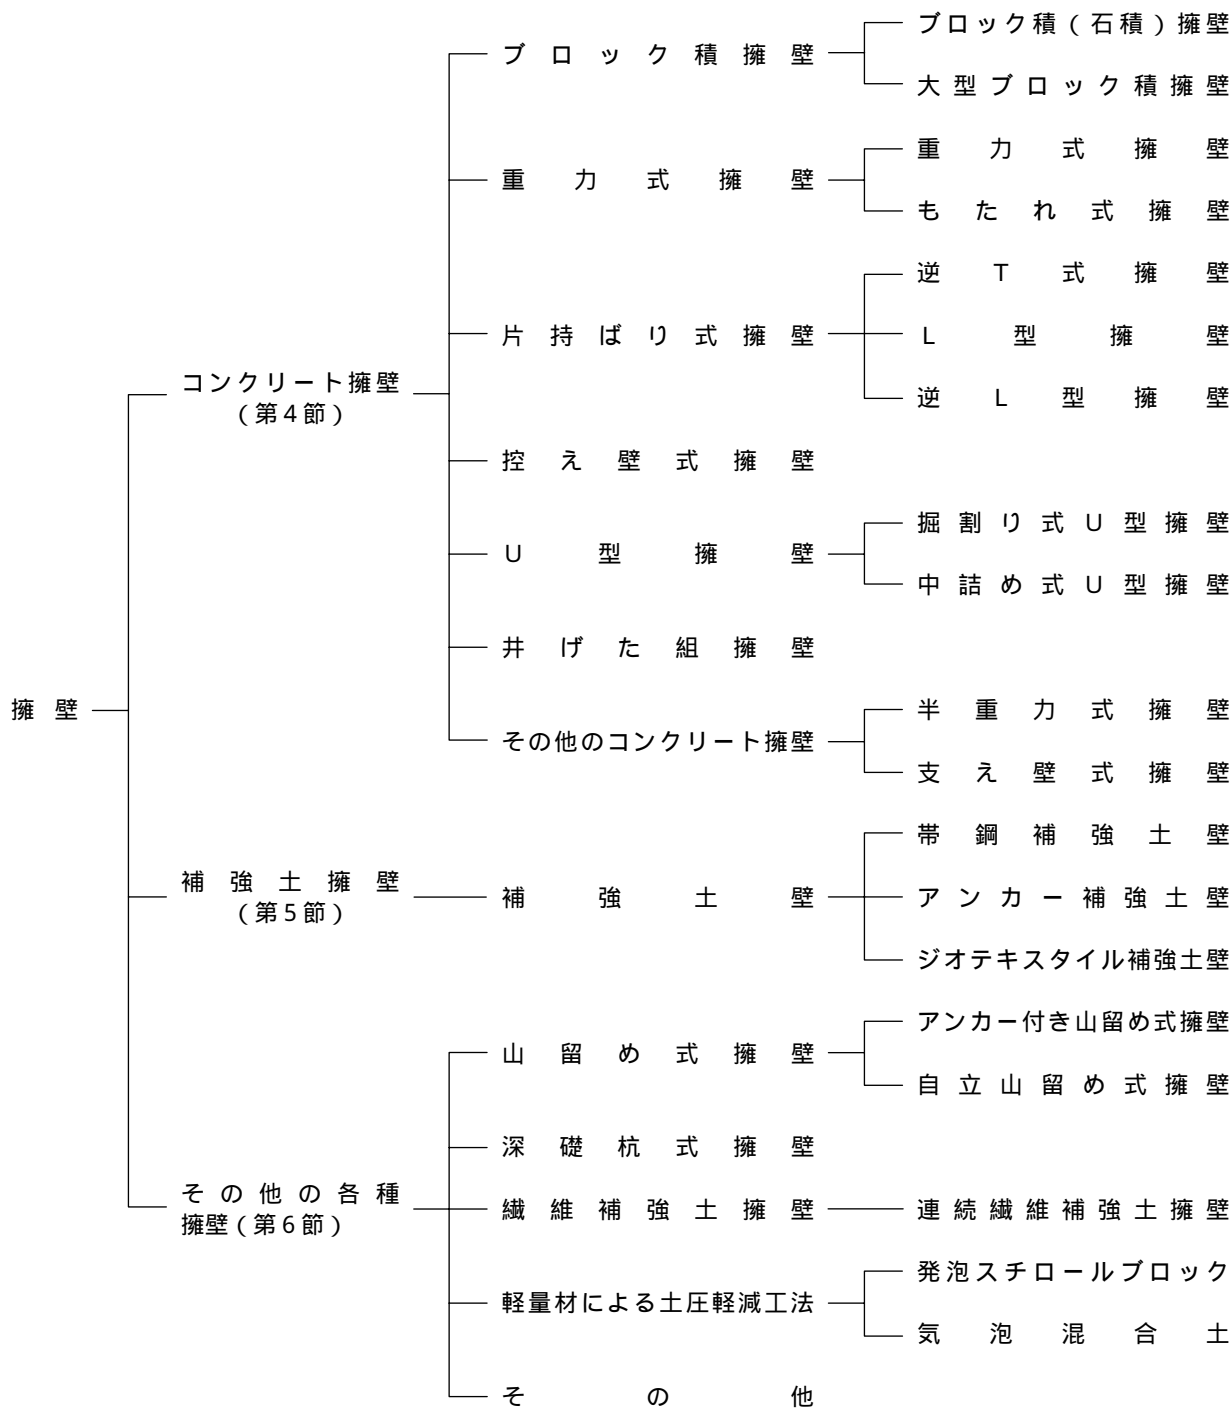 擁壁
コンクリート擁壁
(第4節)
ブロック積擁壁
ブロック積(石積)擁壁
大型ブロック積擁壁
重力式擁壁
重力式擁壁
もたれ式擁壁
片持ばり式擁壁
逆T式擁壁
L型擁壁
逆L型擁壁
控え壁式擁壁
U型擁壁
掘割り式U型擁壁
中詰め式U型擁壁
井げた組擁壁
その他のコンクリート擁壁
半重力式擁壁
支え壁式擁壁
補強土擁壁
(第5節)
補強土壁
帯鋼補強土壁
アンカー補強土壁
ジオテキスタイル補強土壁
その他の各種
擁壁(第6節)
山留め式擁壁
アンカー付き山留め式擁壁
自立山留め式擁壁
深礎杭式擁壁
繊維補強土擁壁
連続繊維補強土擁壁
軽量材による土圧軽減工法
発泡スチロールブロック
気泡混合土
その他